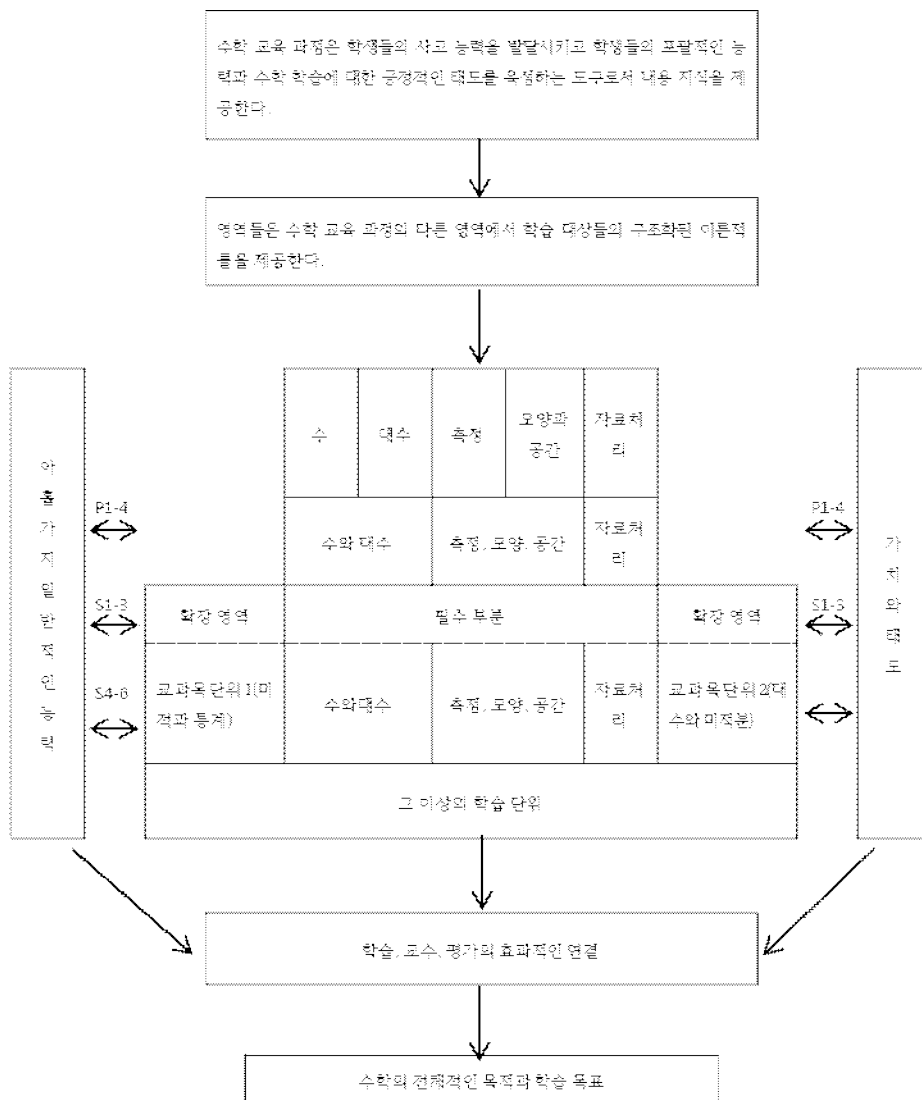 수학 교육 과정은 학생들의 사고 능력을 발달시키고 학생들의 포괄적인 능
력과 수학 학습에 대한 긍정적인 태도를 육성하는 도구로서 내용 지식을 제
공한다.
영역들은 수학 교육 과정의 다른 영역에서 학습 대상들의 구조화된 이론적
틀을 제공한다.
아홉가지일반적인능력
P1-4
S1-3
S4-6
수
대수
측정
모양과
공간
자료처
리
수와 대수
측정, 모양, 공간
자료처
리
확장 영역
필수 부분
확장 영역
교과목단위 1(미
적과 통계)
수와대수
측정, 모양, 공간
자료처
리
교과목단위 2(대
수와 미적분)
그 이상의 학습 단위
P1-4
S1-3
가치와태도
학습, 교수, 평가의 효과적인 연결
수학의 전체적인 목적과 학습 목표